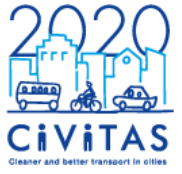 2020
CiViTAS
Cleaner and better transport in cities